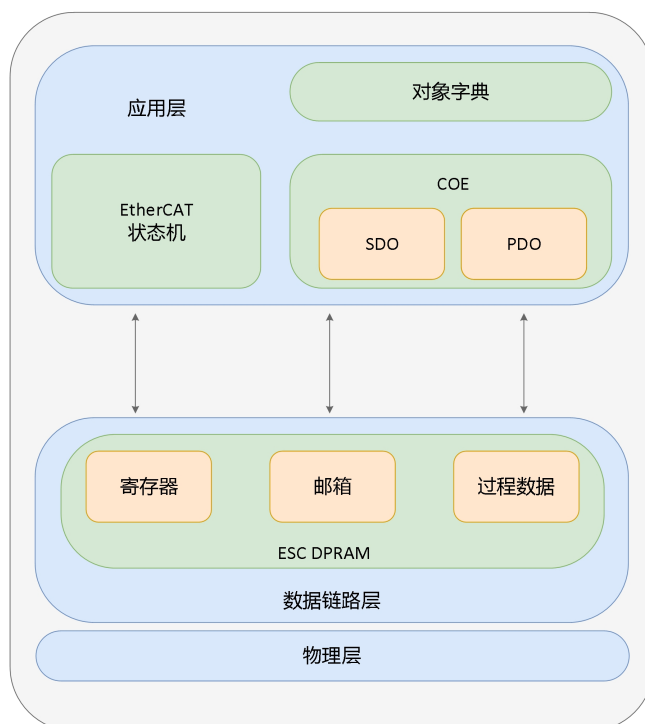 应用层
对象字典
EtherCAT
状态机
COE
SDO
PDO
寄存器
邮箱
过程数据
ESC DPRAM
数据链路层
物理层